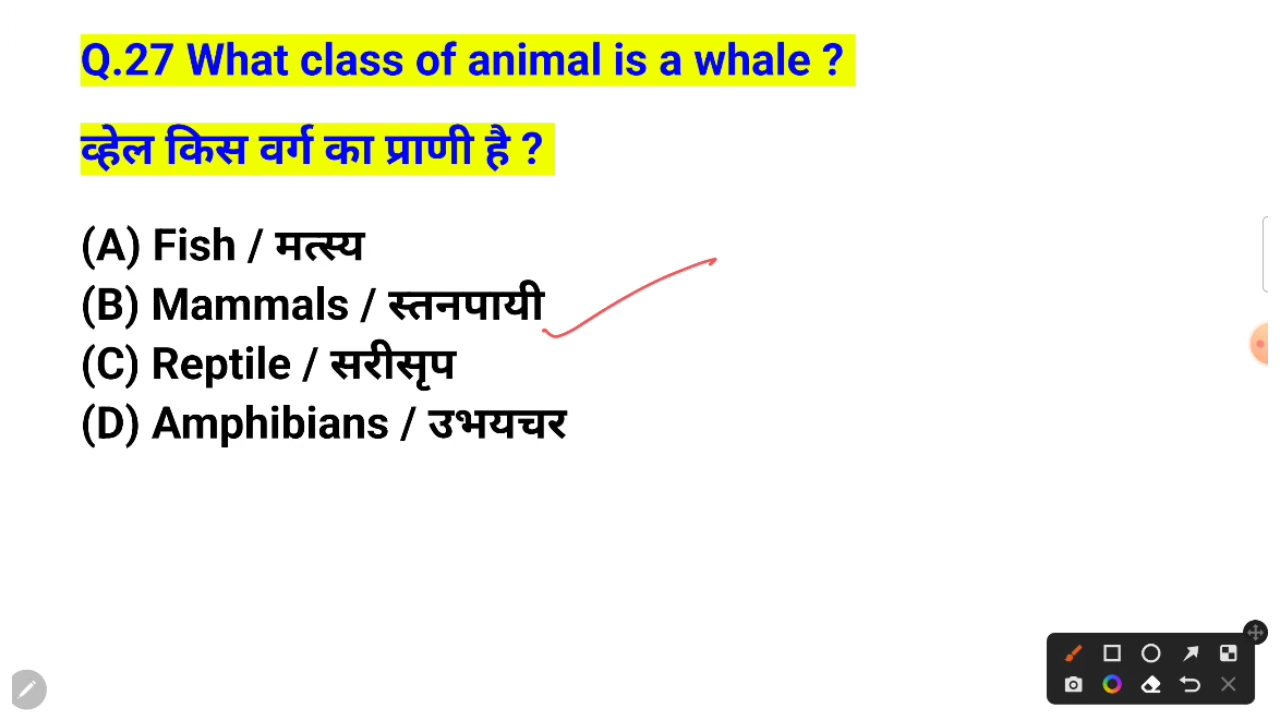 Q.27 What class of animal is a whale ?
व्हेल किस वर्ग का प्राणी है ?
(A) Fish / मत्स्य
(B) Mammals / स्तनपायी
(C) Reptile / सरीसृप
(D) Amphibians / उभयचर